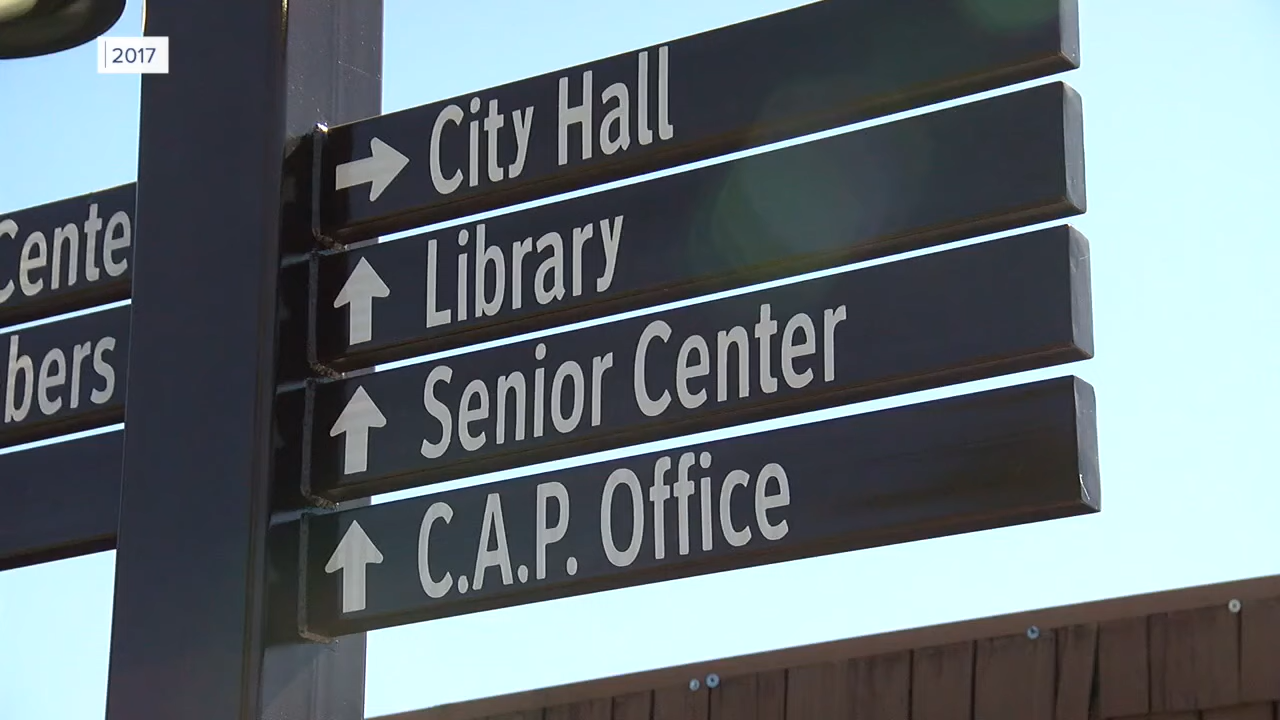 2017
City Hall
Library
Senior Center
C.A.P. Office
Cente
bers